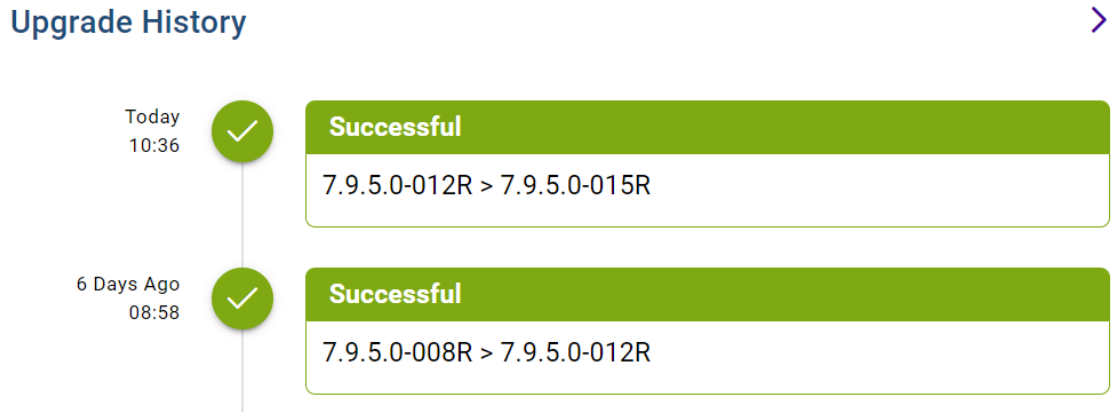 Upgrade History
Today
10:36
Successful
7.9.5.0-012R > 7.9.5.0-015R
6 Days Ago
08:58
Successful
7.9.5.0-008R > 7.9.5.0-012R